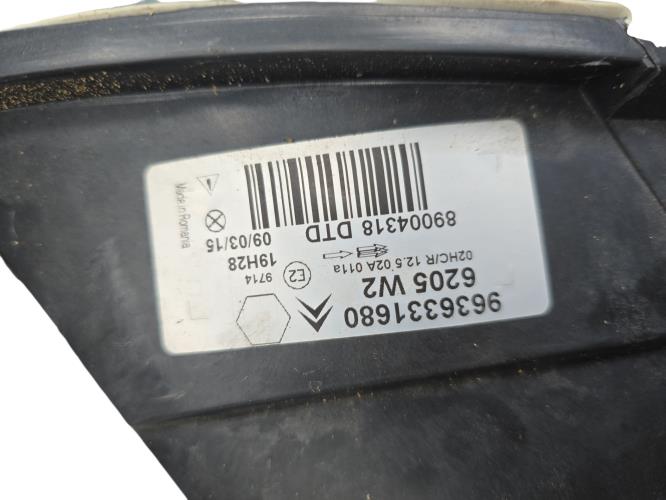 9636331680
6205 W2
02HC/R 12.5 02A 011a
E2
9714
19H28
89004318 DTD
09/03/15
Made in Romania